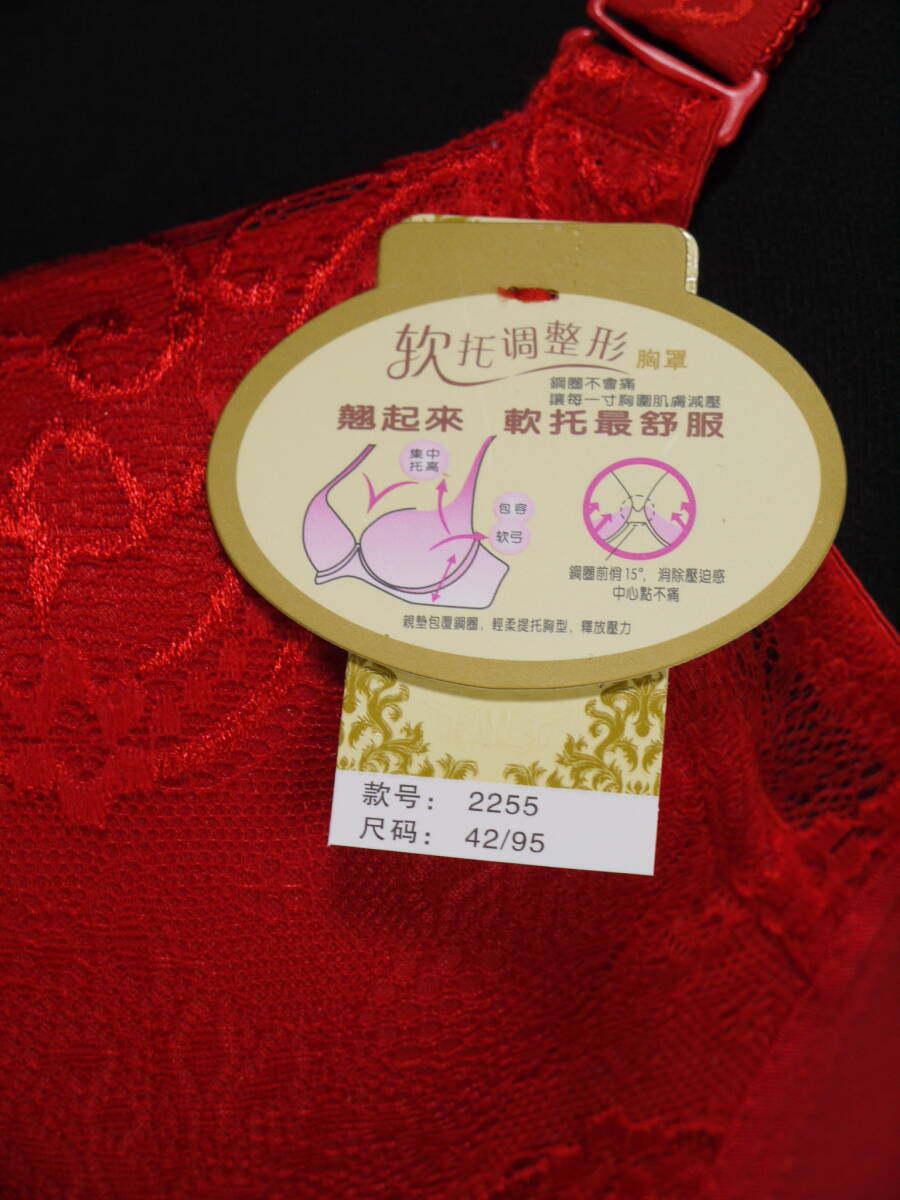 软托调整形 胸罩
鋼圈不會痛
讓每一寸胸圍肌膚減壓
翹起來 軟托最舒服
集中
托高
包容
软弓
鋼圈前俏15°，消除壓迫感
中心點不痛
親墊包覆鋼圈，輕柔提托胸型，釋放壓力
款号：2255
尺码：42/95